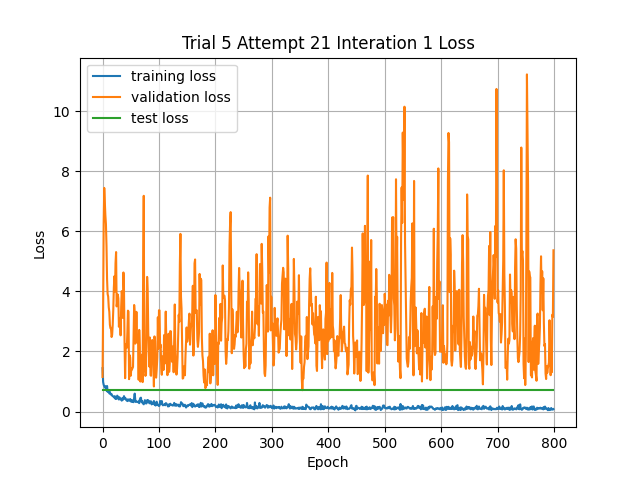 Trial 5 Attempt 21 Interation 1 Loss
training loss
validation loss
test loss
Loss
10
8
6
4
2
0
0 100 200 300 400 500 600 700 800
Epoch